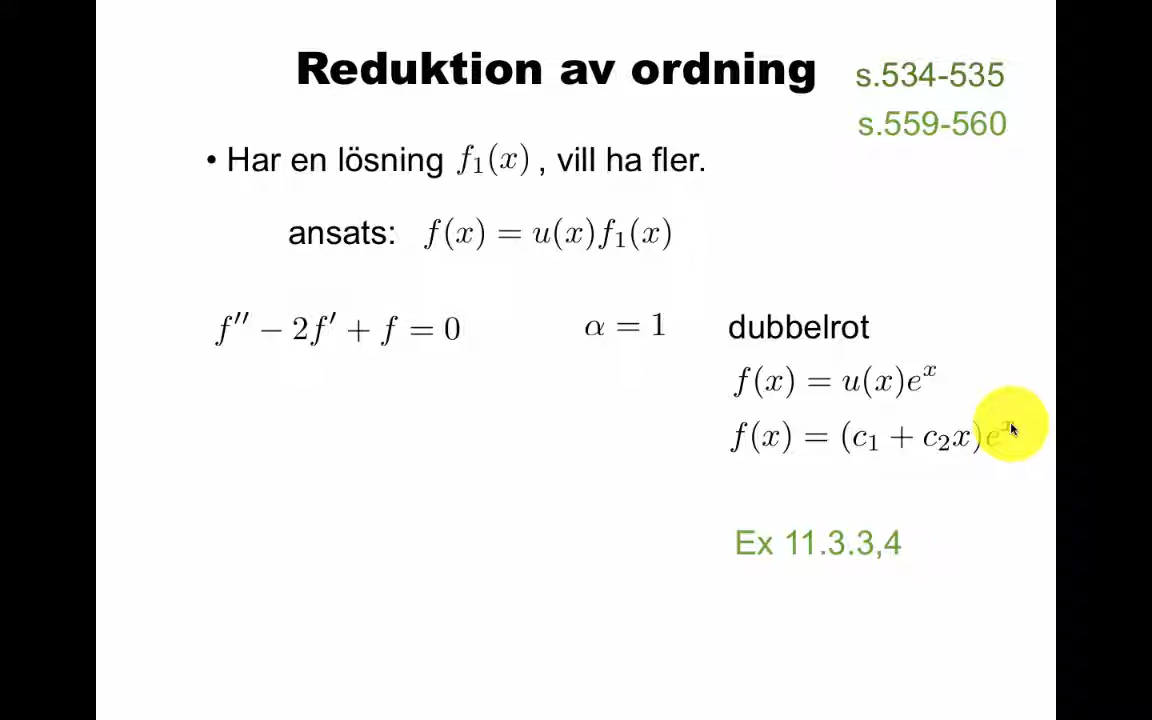 Reduktion av ordning
s.534-535
s.559-560
• Har en lösning f₁(x) , vill ha fler.
ansats: f(x) = u(x)f₁(x)
f′′ − 2f′ + f = 0 α = 1 dubbelrot
f(x) = u(x)eˣ
f(x) = (c₁ + c₂x)eˣ
Ex 11.3.3,4